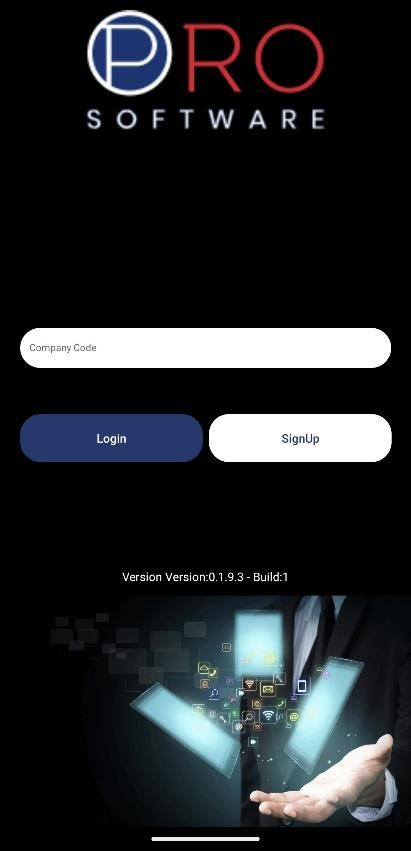 PRO
SOFTWARE
Company Code
Login
SignUp
Version Version:0.1.9.3 - Build:1